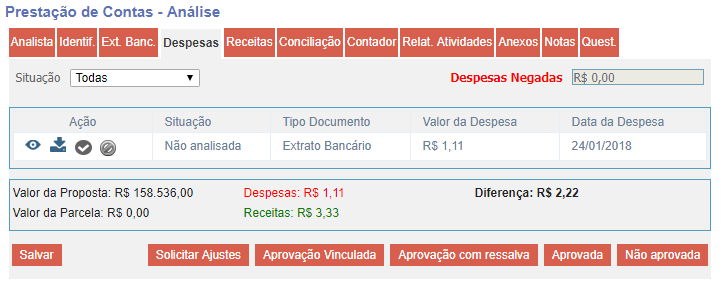 Prestação de Contas - Análise
Analista Identif. Ext. Banc. Despesas Receitas Conciliação Contador Relat. Atividades Anexos Notas Quest.
Situação Todas Despesas Negadas R$ 0,00
Ação Situação Tipo Documento Valor da Despesa Data da Despesa
Não analisada Extrato Bancário R$ 1,11 24/01/2018
Valor da Proposta: R$ 158.536,00 Despesas: R$ 1,11 Diferença: R$ 2,22
Valor da Parcela: R$ 0,00 Receitas: R$ 3,33
Salvar Solicitar Ajustes Aprovação Vinculada Aprovação com ressalva Aprovada Não aprovada